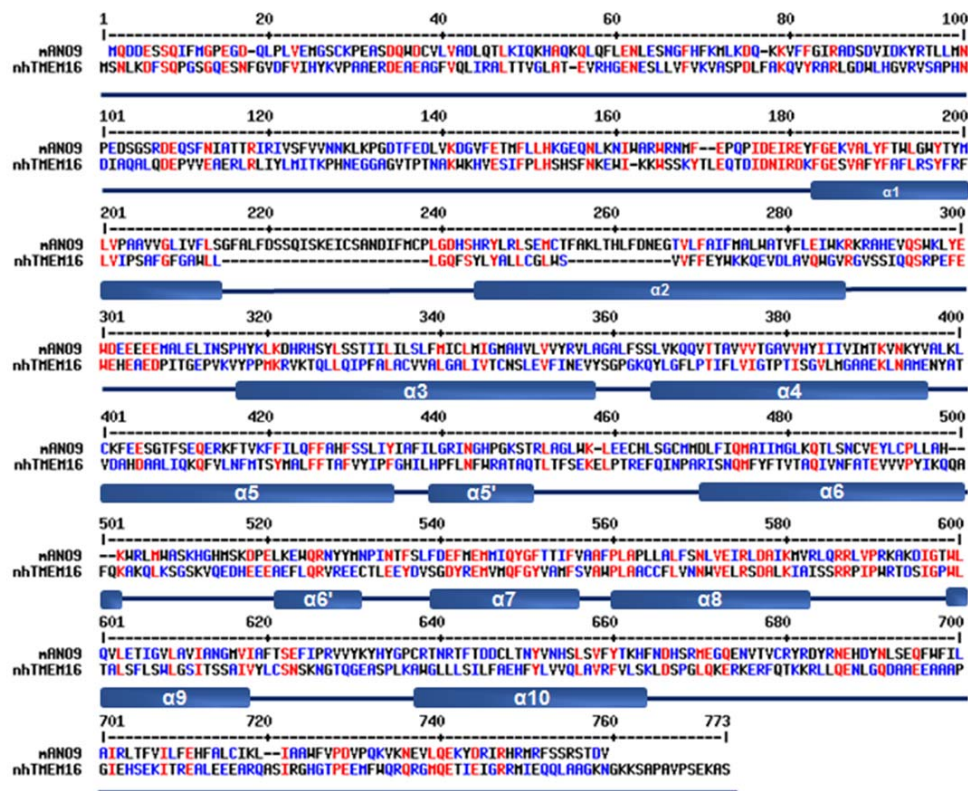 1 20 40 60 80 100
mANO9 MQDDESSQIFMGPEGD-QLPLVEMGSCKPEASDQWDCVLVADLQTLKIQKHAQKQLQFLENLESNGFHFKMLKDQ-KKVFFGIRADSDVIDKYRTLLMN
nhTMEM16 MSNLKDFSQPGSGQESNFGVDFVIHYKVPAAERDEAEAGFVQLIRALTTVGLAT-EVRHGENESLLVFVKVASPDLFAKQVYRARLGDWLHGVRVSAPHN
101 120 140 160 180 200
mANO9 PEDSGSRDEQSFNIATTRIRIVSFVVNNKLKPGDTFEDLVKDGVFETMFLLHKGEQNLKNIWARWRNMF--EPQPIDEIREYFGEKVALYFTWLGWYTYM
nhTMEM16 DIAQALQDEPVVEAERLRLIYLMITKPHNEGGAGVTPTNAKWKHVESIFPLHSHSFNKEWI-KKWSSKYTLEQTDIDNIRDKFGESVAFYFAFLRSYFRF
α1
201 220 240 260 280 300
mANO9 LVPAAVVGLIVFLSGFALFDSSQISKEICSANDIFMCPLGDHSHRYLRLSEMCTFAKLTHLFDNEGTVLFAIFMALWATVFLEIWKRKRAHEVQSWKLYE
nhTMEM16 LVIPSAFGFGAWLL------------------------LGQFSYLYALLCGLWS------------VVFFEYWKKQEVDLAVQWGVRGVSSIQQSRPEFE
α2
301 320 340 360 380 400
mANO9 WDEEEEEMALELINSPHYKLKDHRHSYLSSTIILILSLFMICLMIGMAHVLVVYRVLAGALFSSLVKQQVTTAVVVTGAVVHYIIIVIMTKVNKYVALKL
nhTMEM16 WEHEAEDPITGEPVKVYPPMKRVKTQLLQIPFALACVVALGALIVTCNSLEVFINEVYSGPGKQYLGFLPTIFLVIGTPTISGVLMGAAEKLNAMENYAT
α3 α4
401 420 440 460 480 500
mANO9 CKFEESGTFSEQERKFTVKFFILQFFAHFSSLIYIAFILGRINGHPGKSTRLAGLWK-LEECHLSGCMMDLFIQMAIIMGLKQTLSNCVEYLCPLLAH--
nhTMEM16 VDAHDAALIQKQFVLNFMTSYMALFFTAFVYIPFGHILHPFLNFWRATAQTLTFSEKELPTREFQINPARISNQMFYFTVTAQIVNFATEVVVPYIKQQA
α5 α5' α6
501 520 540 560 580 600
mANO9 --KWRLMWASKHGHMSKDPELKEWQRNYYMNPINTFSLFDEFMEMMIQYGFTTIFVAAFPLAPLLALFSNLVEIRLDAIKMVRLQRRLVPRKAKDIGTWL
nhTMEM16 FQKAKQLKSGSKVQEDHEEEAEFLQRVREECTLEEYDVSGDYREMVMQFGYVAMFSVAWPLAACCFLVNNWVELRSDALKIAISSRRPIPWRTDSIGPWL
α6' α7 α8
601 620 640 660 680 700
mANO9 QVLETIGVLAVIANGMVIAFTSEFIPRVVYKYHYGPCRTNRTFTDDCLTNYVNHSLSVFYTKHFNDHSRMEGQENVTVCRYRDYRNEHDYNLSEQFWFIL
nhTMEM16 TALSFLSWLGSITSSAIVYLCSNSKNGTQGEASPLKAWGLLLSILFAEHFYLVVQLAVRFVLSKLDSPGLQKERKERFQTKKRLLQENLGQDAAEEAAAP
α9 α10
701 720 740 760 773
mANO9 AIRLTFVILFEHFALCIKL--IAAWFVPDVPQKVKNEVLQEKYDRIRHRMRFSSRSTDV
nhTMEM16 GIEHSEKITREALEEEARQASIRGHGTPEEMFWQRQRGMQETIEIGRRMIEQQLAAGKNGKKSAPAVPSEKAS